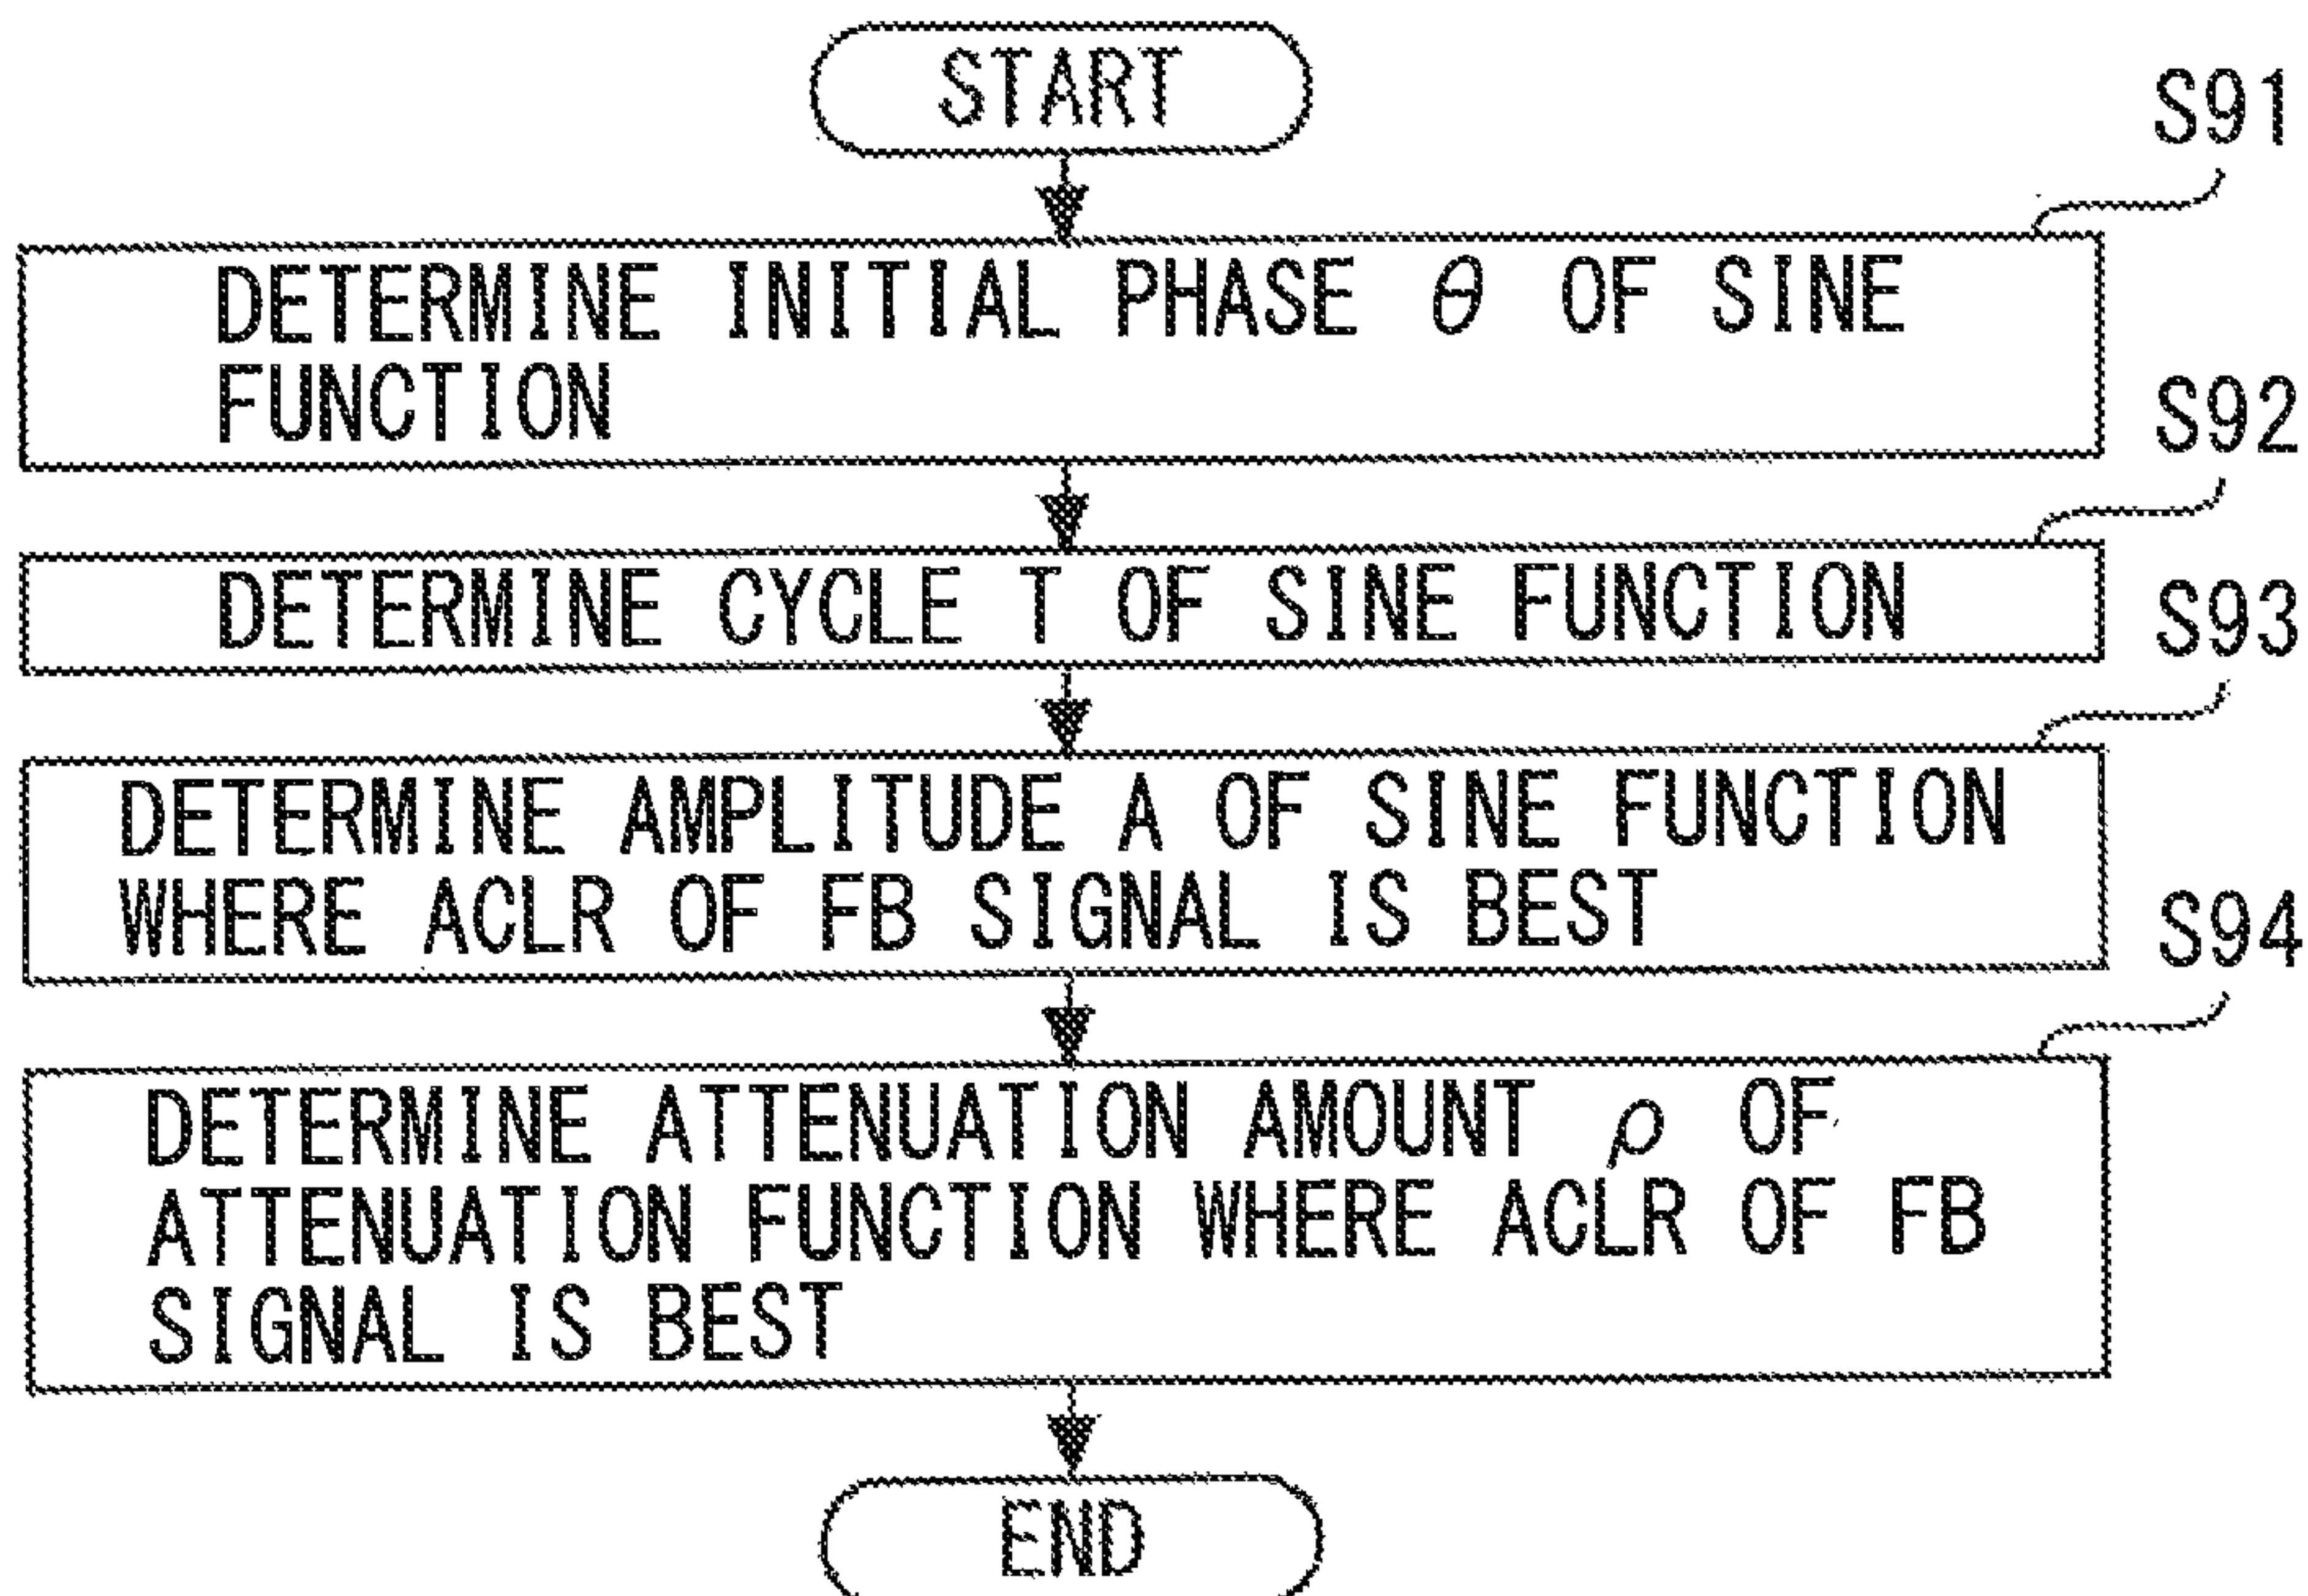 START
S91
DETERMINE INITIAL PHASE θ OF SINE
FUNCTION
S92
DETERMINE CYCLE T OF SINE FUNCTION
S93
DETERMINE AMPLITUDE A OF SINE FUNCTION
WHERE ACLR OF FB SIGNAL IS BEST
S94
DETERMINE ATTENUATION AMOUNT ρ OF
ATTENUATION FUNCTION WHERE ACLR OF FB
SIGNAL IS BEST
END